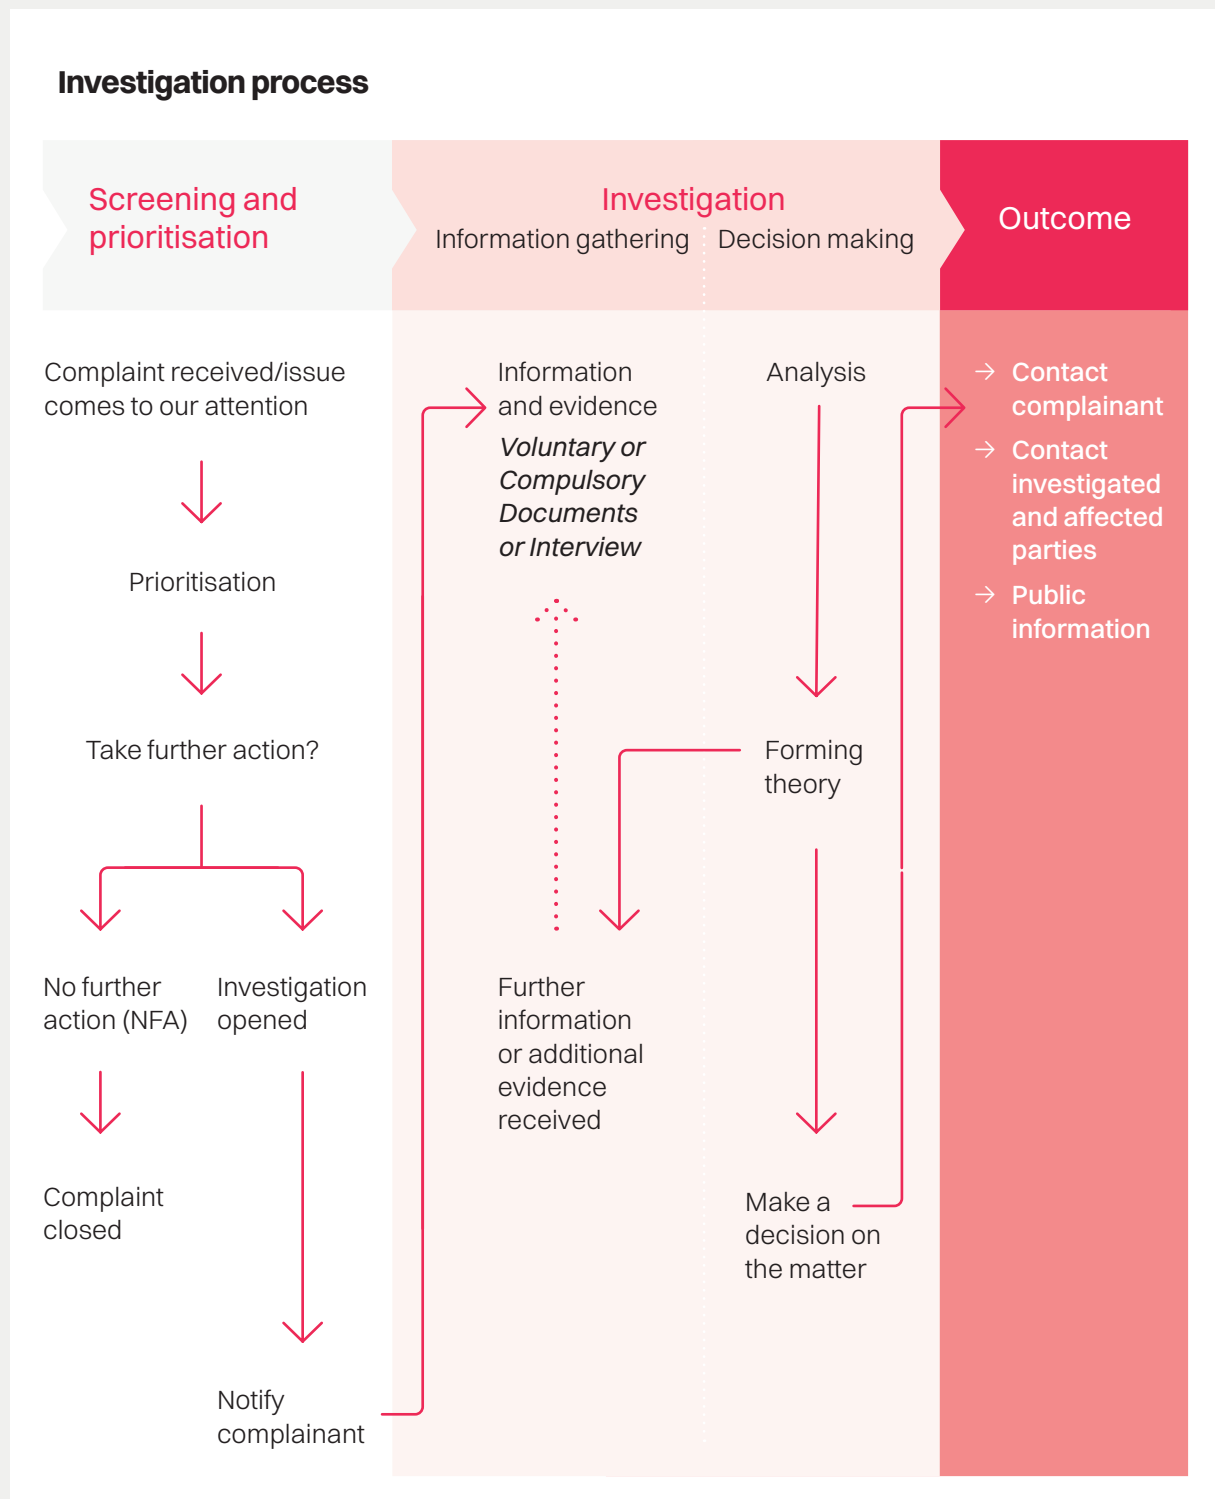 Investigation process
Screening and
prioritisation
Investigation
Information gathering
Decision making
Outcome
Complaint received/issue
comes to our attention
Prioritisation
Take further action?
No further
action (NFA)
Investigation
opened
Complaint
closed
Notify
complainant
Information
and evidence
Voluntary or
Compulsory
Documents
or Interview
Further
information
or additional
evidence
received
Analysis
Forming
theory
Make a
decision on
the matter
→ Contact
complainant
→ Contact
investigated
and affected
parties
→ Public
information